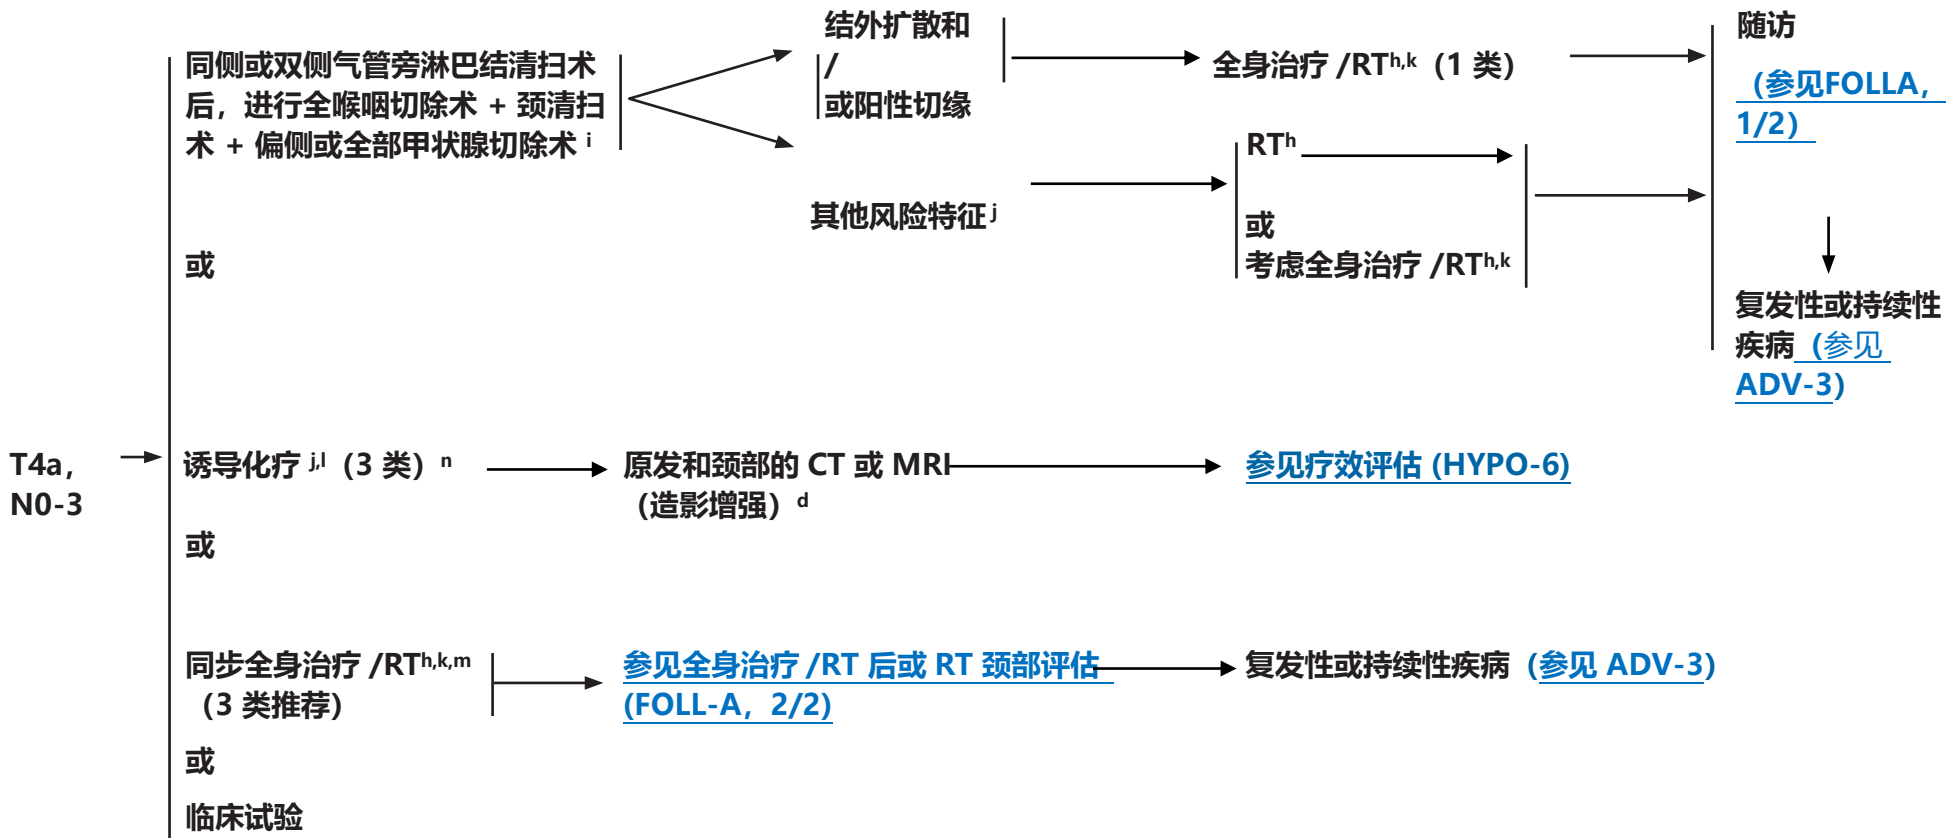 T4a，
N0-3
同侧或双侧气管旁淋巴结清扫术
后，进行全喉咽切除术 + 颈清扫
术 + 偏侧或全部甲状腺切除术 i
结外扩散和
/
或阳性切缘
全身治疗 /RTh,k（1 类）
其他风险特征 j
RTh
或
考虑全身治疗 /RTh,k
随访
（参见FOLLA，
1/2）
复发性或持续性
疾病 (参见
ADV-3)
或
诱导化疗 j,l（3 类）n
原发和颈部的 CT 或 MRI
（造影增强）d
参见疗效评估 (HYPO-6)
或
同步全身治疗 /RTh,k,m
（3 类推荐）
参见全身治疗 /RT 后或 RT 颈部评估
(FOLL-A，2/2)
复发性或持续性疾病 (参见 ADV-3)
或
临床试验